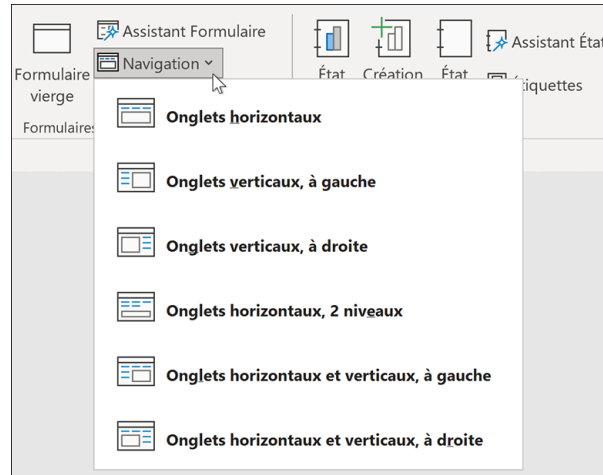 Assistant Formulaire
Navigation
Formulaire
vierge
Formulaires
État
Création
État
Assistant État
Onglets horizontaux
Onglets verticaux, à gauche
Onglets verticaux, à droite
Onglets horizontaux, 2 niveaux
Onglets horizontaux et verticaux, à gauche
Onglets horizontaux et verticaux, à droite